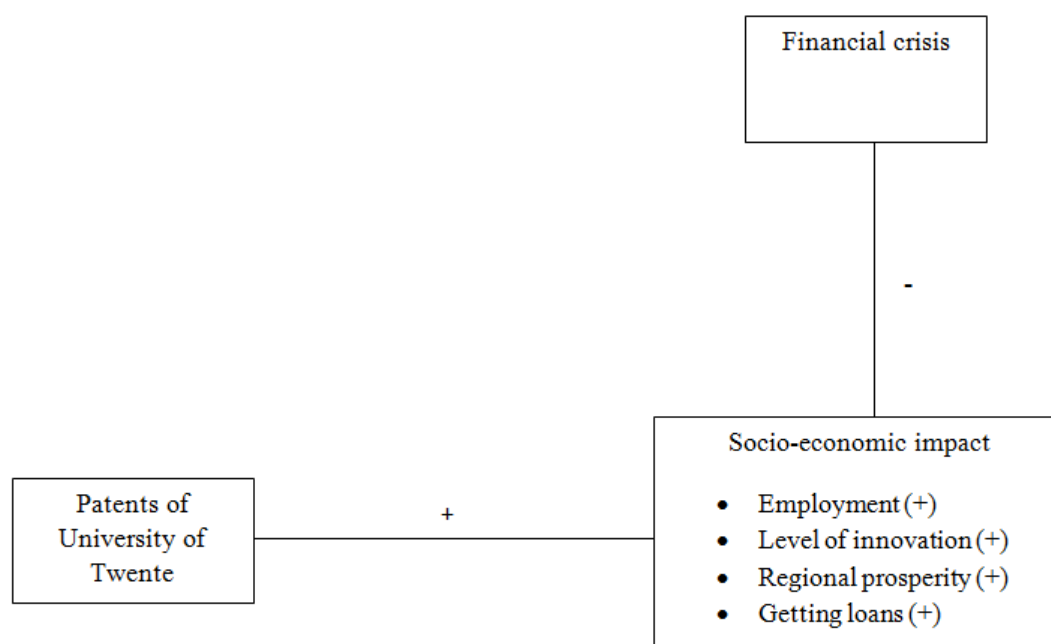 Financial crisis
-
Socio-economic impact
• Employment (+)
• Level of innovation (+)
• Regional prosperity (+)
• Getting loans (+)
+
Patents of
University of
Twente